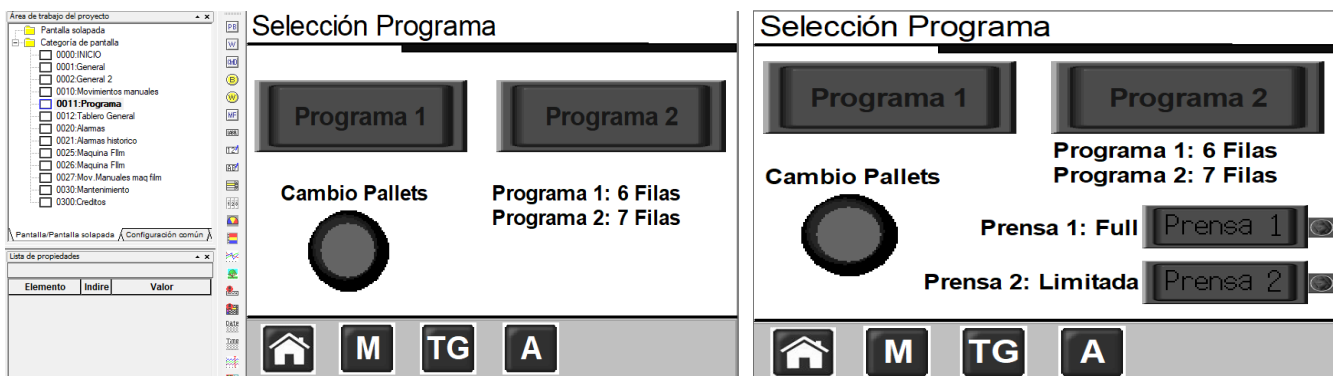 Área de trabajo del proyecto
Pantalla solapada
Categoría de pantalla
0000:INICIO
0001:General
0002:General 2
0010:Movimientos manuales
0011:Programa
0012:Tablero General
0020:Alarmas
0021:Alarmas historico
0025:Maquina FIlm
0026:Maquina FIlm
0027:Mov.Manuales maq film
0030:Mantenimiento
0300:Creditos
Pantalla/Pantalla solapada
Configuración común
Lista de propiedades
Elemento Indire Valor
PB
W
B
W
MF
Date
Time
Selección Programa
Programa 1 Programa 2
Cambio Pallets
Programa 1: 6 Filas
Programa 2: 7 Filas
M TG A
Selección Programa
Programa 1 Programa 2
Programa 1: 6 Filas
Programa 2: 7 Filas
Cambio Pallets
Prensa 1: Full Prensa 1
Prensa 2: Limitada Prensa 2
M TG A